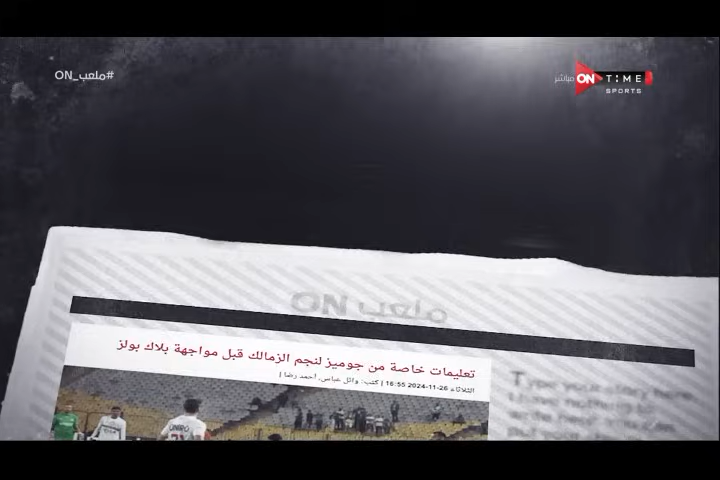 #ملعب_ON
مباشر ON TIME
SPORTS
ملعب ON
تعليمات خاصة من جوميز لنجم الزمالك قبل مواجهة بلاك بولز
الثلاثاء 26-11-2024 16:55 | كتب: وائل عباس، أحمد رضا |